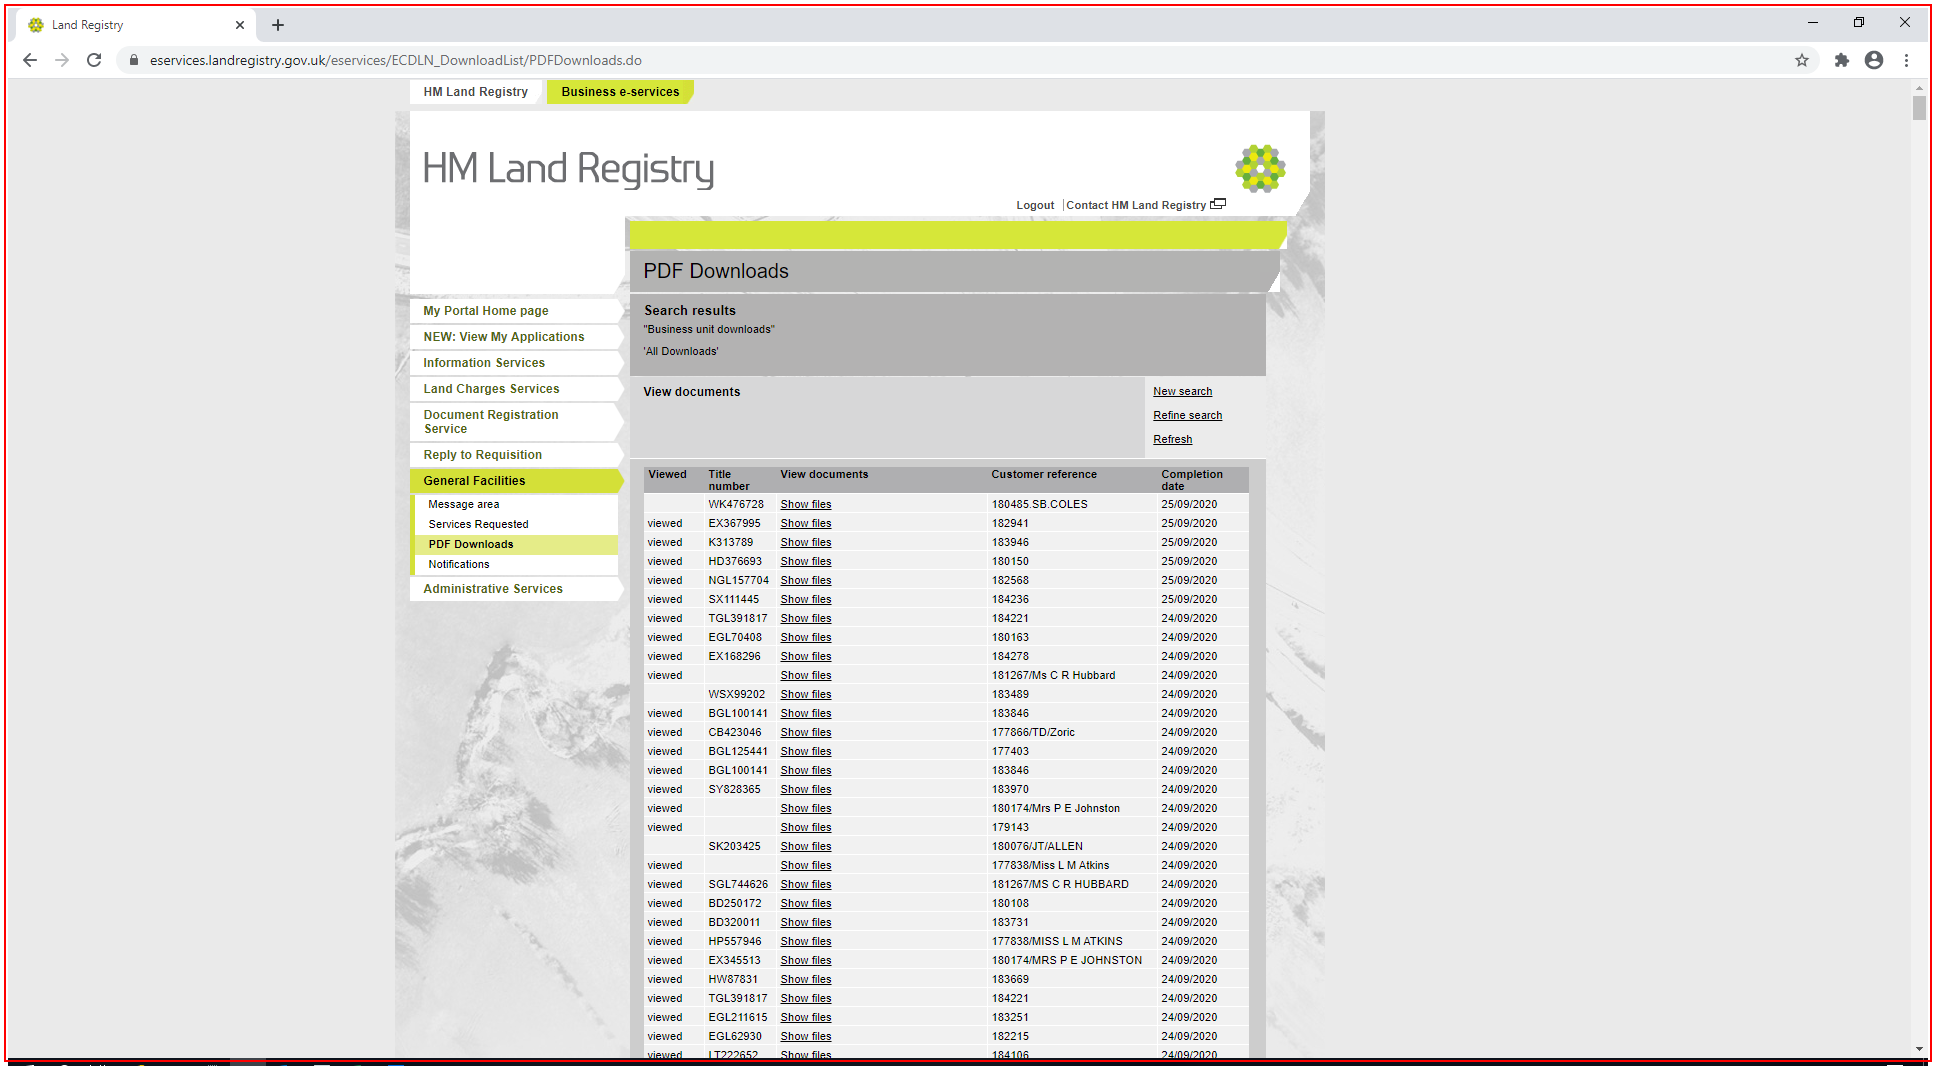 Land Registry
eservices.landregistry.gov.uk/eservices/ECDLN_DownloadList/PDFDownloads.do
HM Land Registry Business e-services
HM Land Registry
Logout | Contact HM Land Registry
PDF Downloads
My Portal Home page
NEW: View My Applications
Information Services
Land Charges Services
Document Registration
Service
Reply to Requisition
General Facilities
Message area
Services Requested
PDF Downloads
Notifications
Administrative Services
Search results
"Business unit downloads"
'All Downloads'
View documents
New search
Refine search
Refresh
Viewed Title number View documents Customer reference Completion date
WK476728 Show files 180485.SB.COLES 25/09/2020
viewed EX367995 Show files 182941 25/09/2020
viewed K313789 Show files 183946 25/09/2020
viewed HD376693 Show files 180150 25/09/2020
viewed NGL157704 Show files 182568 25/09/2020
viewed SX111445 Show files 184236 25/09/2020
viewed TGL391817 Show files 184221 24/09/2020
viewed EGL70408 Show files 180163 24/09/2020
viewed EX168296 Show files 184278 24/09/2020
viewed Show files 181267/Ms C R Hubbard 24/09/2020
WSX99202 Show files 183489 24/09/2020
viewed BGL100141 Show files 183846 24/09/2020
viewed CB423046 Show files 177866/TD/Zoric 24/09/2020
viewed BGL125441 Show files 177403 24/09/2020
viewed BGL100141 Show files 183846 24/09/2020
viewed SY828365 Show files 183970 24/09/2020
viewed Show files 180174/Mrs P E Johnston 24/09/2020
viewed Show files 179143 24/09/2020
SK203425 Show files 180076/JT/ALLEN 24/09/2020
viewed Show files 177838/Miss L M Atkins 24/09/2020
viewed SGL744626 Show files 181267/MS C R HUBBARD 24/09/2020
viewed BD250172 Show files 180108 24/09/2020
viewed BD320011 Show files 183731 24/09/2020
viewed HP557946 Show files 177838/MISS L M ATKINS 24/09/2020
viewed EX345513 Show files 180174/MRS P E JOHNSTON 24/09/2020
viewed HW87831 Show files 183669 24/09/2020
viewed TGL391817 Show files 184221 24/09/2020
viewed EGL211615 Show files 183251 24/09/2020
viewed EGL62930 Show files 182215 24/09/2020
viewed LT222652 Show files 184106 24/09/2020